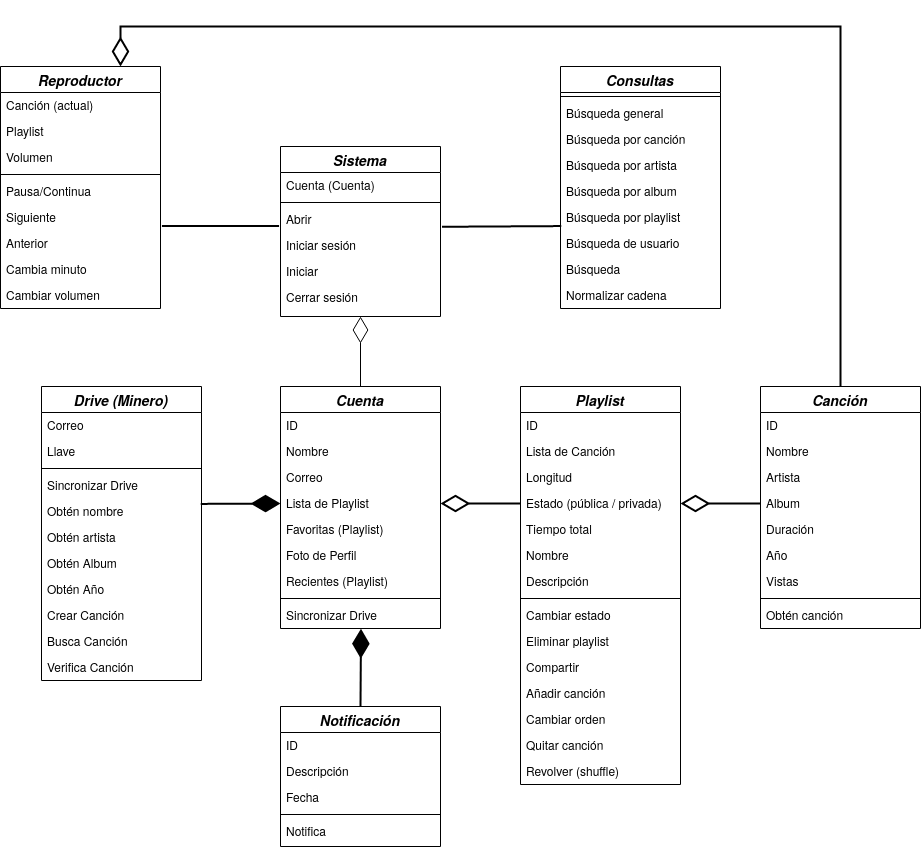 Reproductor
Canción (actual)
Playlist
Volumen
Pausa/Continua
Siguiente
Anterior
Cambia minuto
Cambiar volumen
Sistema
Cuenta (Cuenta)
Abrir
Iniciar sesión
Iniciar
Cerrar sesión
Consultas
Búsqueda general
Búsqueda por canción
Búsqueda por artista
Búsqueda por album
Búsqueda por playlist
Búsqueda de usuario
Búsqueda
Normalizar cadena
Drive (Minero)
Correo
Llave
Sincronizar Drive
Obtén nombre
Obtén artista
Obtén Album
Obtén Año
Crear Canción
Busca Canción
Verifica Canción
Cuenta
ID
Nombre
Correo
Lista de Playlist
Favoritas (Playlist)
Foto de Perfil
Recientes (Playlist)
Sincronizar Drive
Playlist
ID
Lista de Canción
Longitud
Estado (pública / privada)
Tiempo total
Nombre
Descripción
Cambiar estado
Eliminar playlist
Compartir
Añadir canción
Cambiar orden
Quitar canción
Revolver (shuffle)
Canción
ID
Nombre
Artista
Album
Duración
Año
Vistas
Obtén canción
Notificación
ID
Descripción
Fecha
Notifica